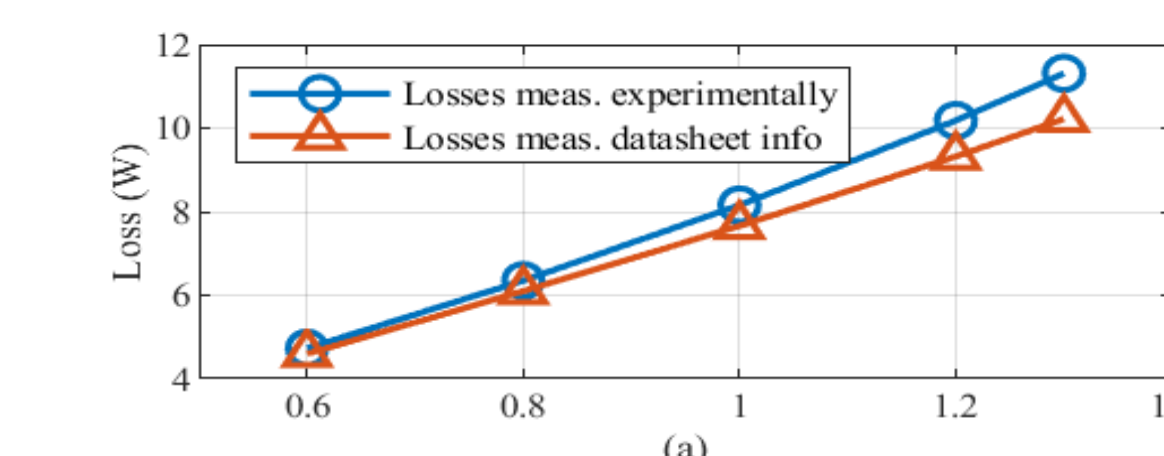 12
Losses meas. experimentally
10
Losses meas. datasheet info
Loss (W)
8
6
4
0.6 0.8 1 1.2
(a)